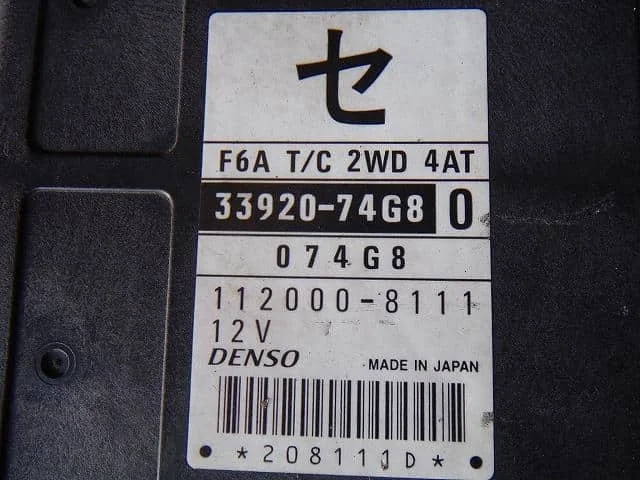 セ
F6A T/C 2WD 4AT
33920-74G8 0
074G8
112000-8111
12V
DENSO MADE IN JAPAN
*208111D*